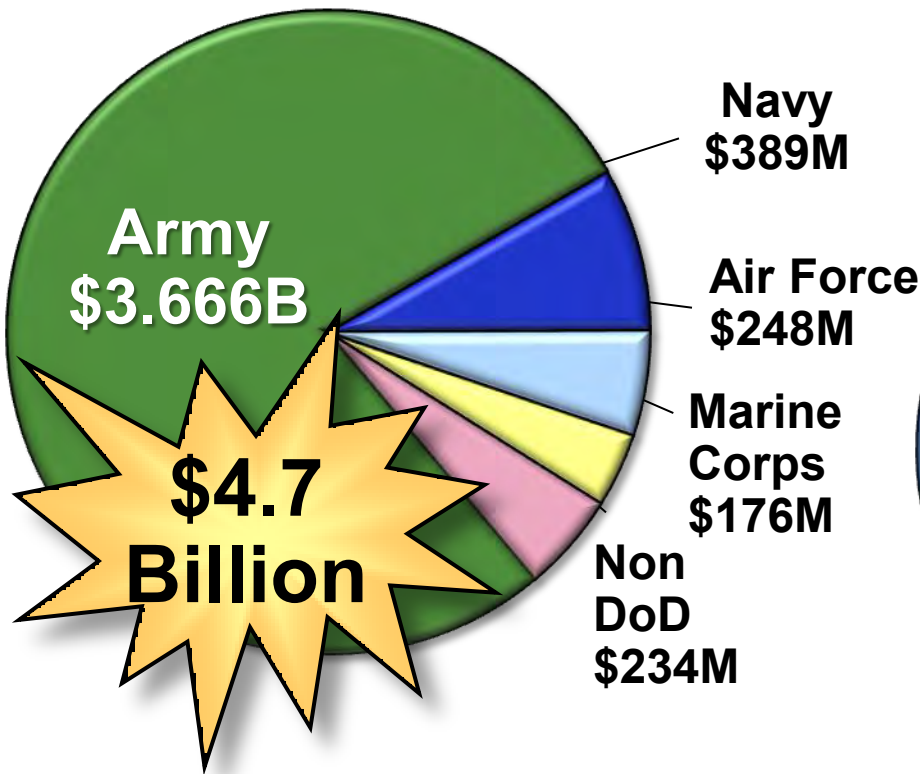 Navy
$389M
Army
$3.666B
Air Force
$248M
Marine
Corps
$176M
$4.7
Billion
Non
DoD
$234M